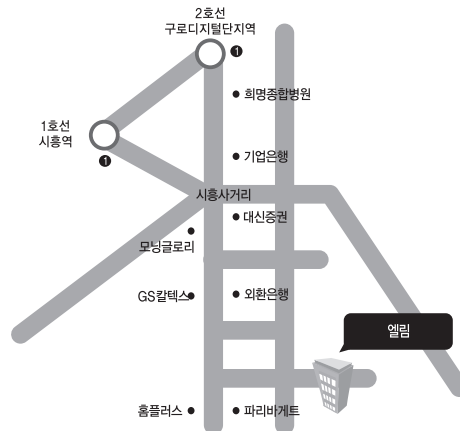 2호선
구로디지털단지역
❶
희명종합병원
1호선
시흥역
❶
기업은행
시흥사거리
대신증권
모닝글로리
GS칼텍스
외환은행
엘림
홈플러스
파리바게트